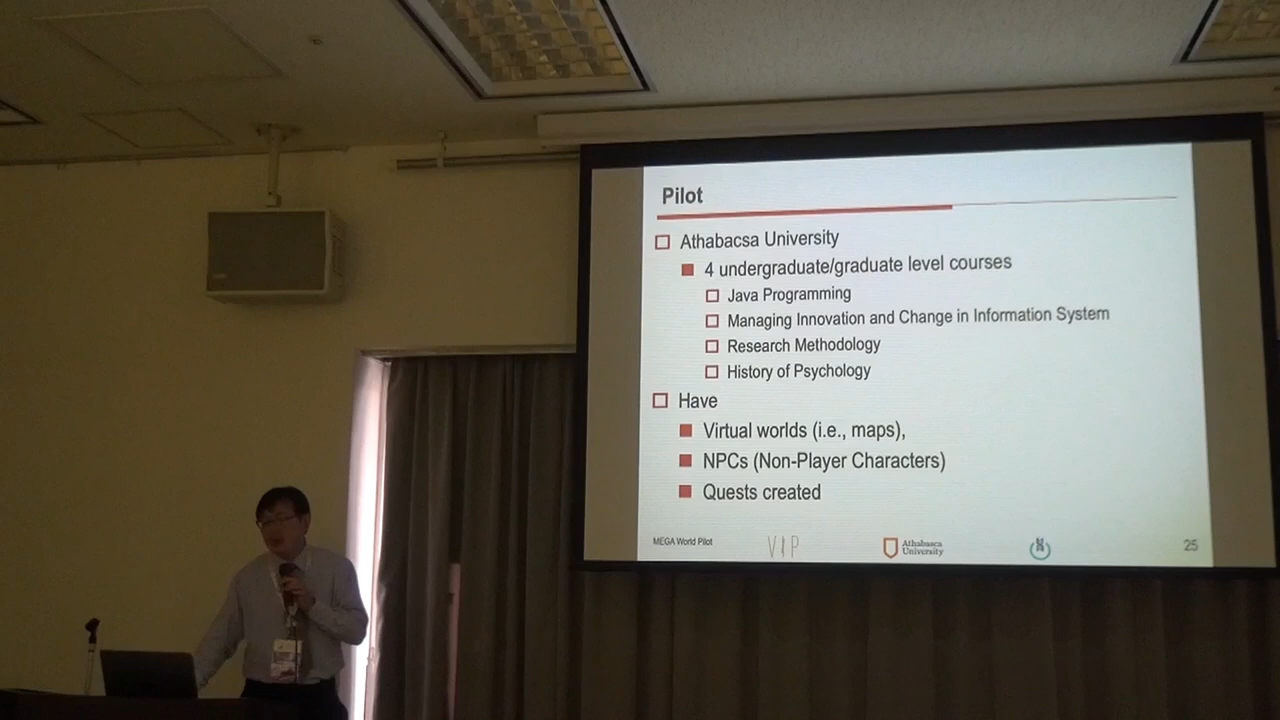 Pilot
Athabacsa University
4 undergraduate/graduate level courses
Java Programming
Managing Innovation and Change in Information System
Research Methodology
History of Psychology
Have
Virtual worlds (i.e., maps),
NPCs (Non-Player Characters)
Quests created
MEGA World Pilot
VIP
Athabasca
University
25